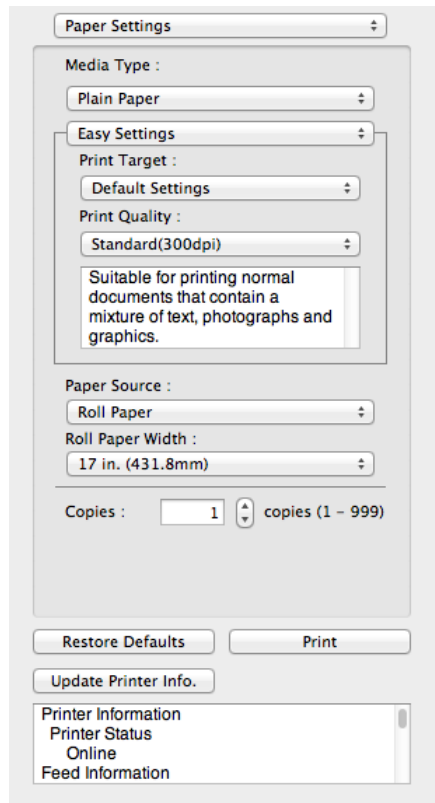 Paper Settings
Media Type :
Plain Paper
Easy Settings
Print Target :
Default Settings
Print Quality :
Standard(300dpi)
Suitable for printing normal
documents that contain a
mixture of text, photographs and
graphics.
Paper Source :
Roll Paper
Roll Paper Width :
17 in. (431.8mm)
Copies : 1 copies (1 – 999)
Restore Defaults Print
Update Printer Info.
Printer Information
Printer Status
Online
Feed Information